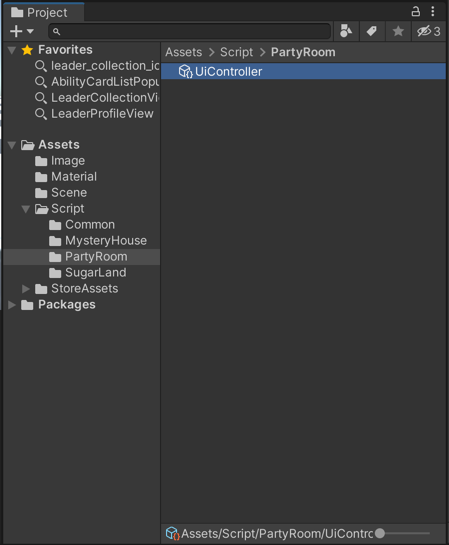 Project
3
Favorites
leader_collection_ic
AbilityCardListPopu
LeaderCollectionVi
LeaderProfileView
Assets
Image
Material
Scene
Script
Common
MysteryHouse
PartyRoom
SugarLand
StoreAssets
Packages
Assets > Script > PartyRoom
UiController
Assets/Script/PartyRoom/UiContro